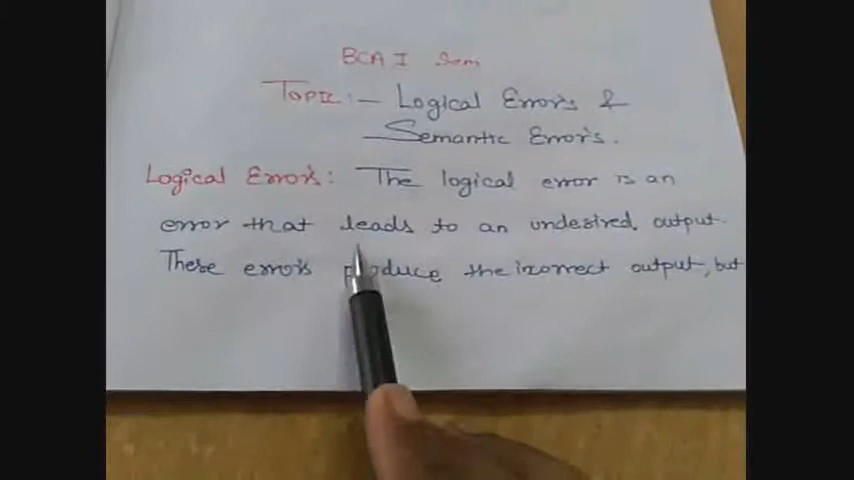 BCA I Sem
Topic:- Logical Errors &
Semantic Errors.
Logical Errors: The logical error is an
error that leads to an undesired output.
These errors produce the incorrect output, but